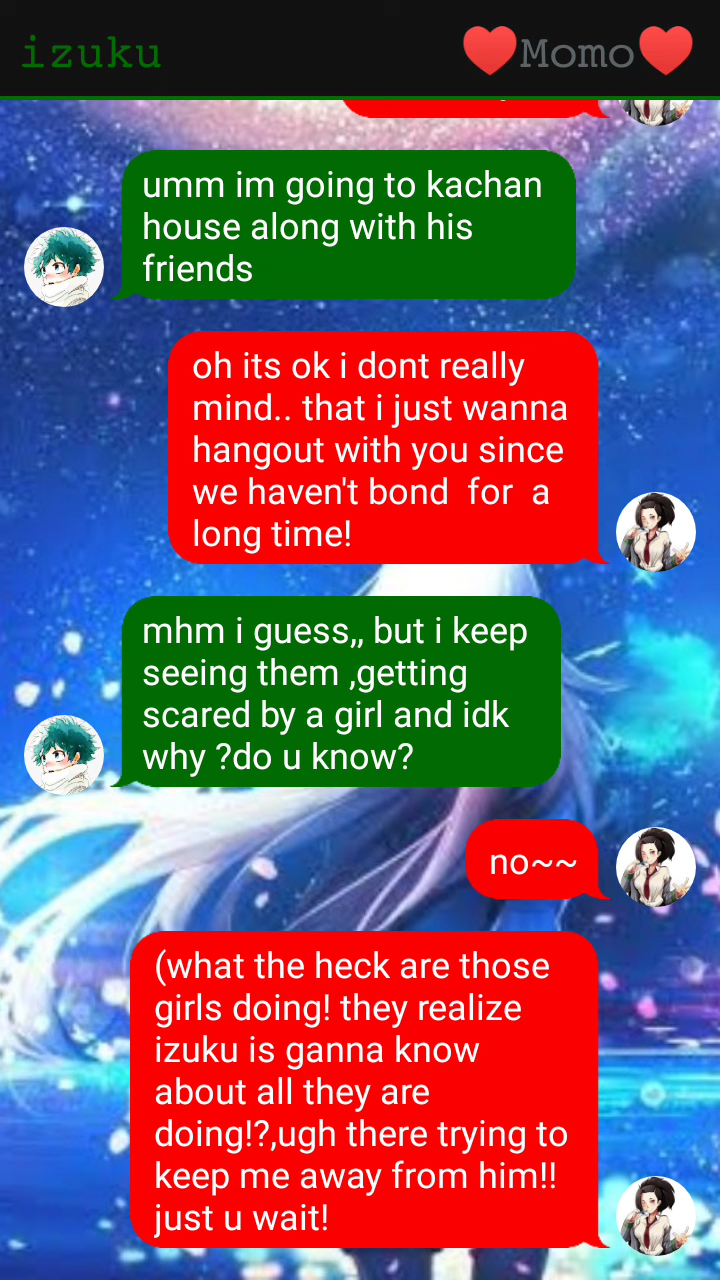 izuku
Momo
umm im going to kachan
house along with his
friends
oh its ok i dont really
mind.. that i just wanna
hangout with you since
we haven't bond  for  a
long time!
mhm i guess,, but i keep
seeing them ,getting
scared by a girl and idk
why ?do u know?
no~~
(what the heck are those
girls doing! they realize
izuku is ganna know
about all they are
doing!?,ugh there trying to
keep me away from him!!
just u wait!